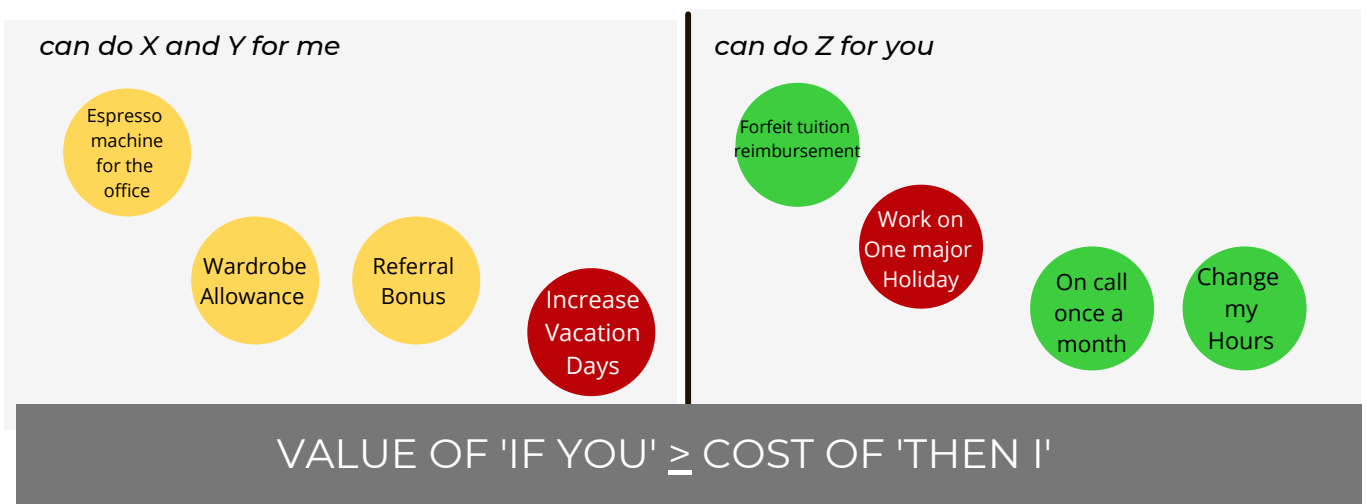 can do X and Y for me
Espresso
machine
for the
office
Wardrobe
Allowance
Referral
Bonus
Increase
Vacation
Days
can do Z for you
Forfeit tuition
reimbursement
Work on
One major
Holiday
On call
once a
month
Change
my
Hours
VALUE OF 'IF YOU' ≥ COST OF 'THEN I'